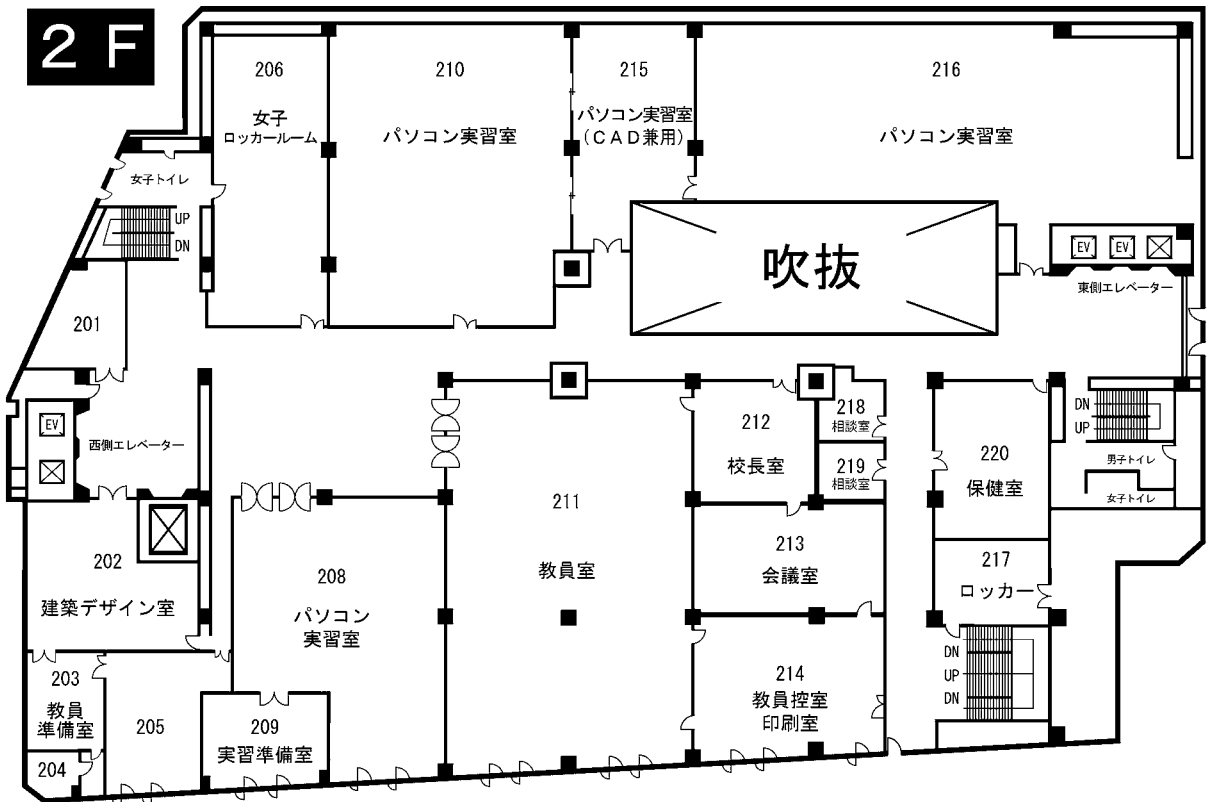 2 F
206
女子
ロッカールーム
210
パソコン実習室
215
パソコン実習室
(CAD兼用)
216
パソコン実習室
女子トイレ
UP
DN
吹抜
EV
EV
東側エレベーター
201
EV
西側エレベーター
212
校長室
218
相談室
219
相談室
220
保健室
DN
UP
男子トイレ
女子トイレ
202
建築デザイン室
208
パソコン
実習室
211
教員室
213
会議室
217
ロッカー
203
教員
準備室
204
205
209
実習準備室
214
教員控室
印刷室
DN
UP
DN